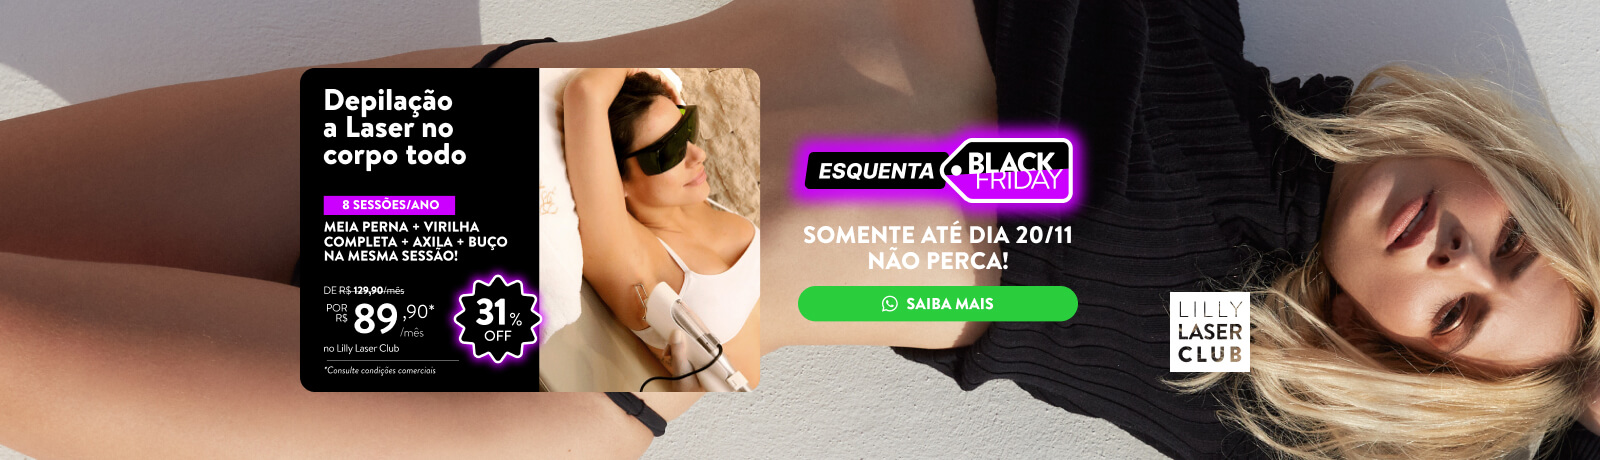 Depilação
a Laser no
corpo todo
8 SESSÕES/ANO
MEIA PERNA + VIRILHA
COMPLETA + AXILA + BUÇO
NA MESMA SESSÃO!
DE R$ 129,90/mês
POR
R$ 89,90*
/mês
no Lilly Laser Club
*Consulte condições comerciais
31%
OFF
ESQUENTA
BLACK
FRIDAY
SOMENTE ATÉ DIA 20/11
NÃO PERCA!
SAIBA MAIS
LILLY
LASER
CLUB